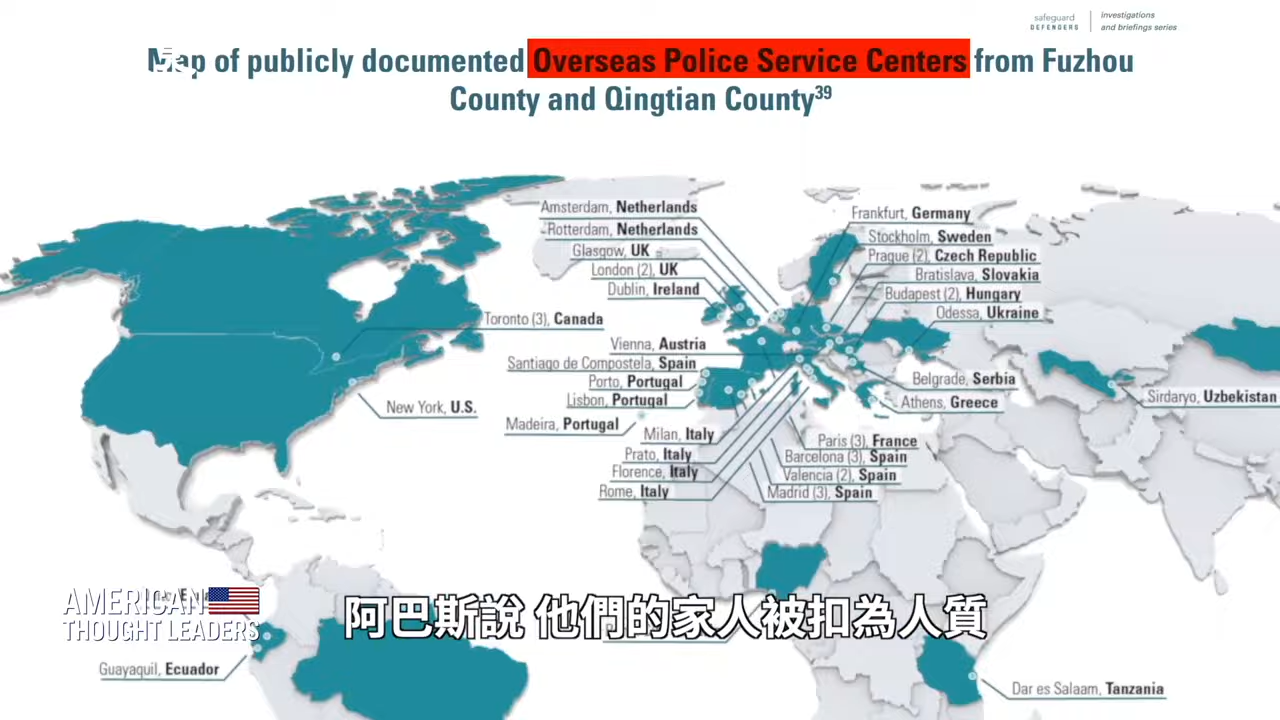 safeguard
DEFENDERS
investigations
and briefings series
Map of publicly documented Overseas Police Service Centers from Fuzhou
County and Qingtian County³⁹
Amsterdam, Netherlands
Rotterdam, Netherlands
Glasgow, UK
London (2), UK
Dublin, Ireland
Frankfurt, Germany
Stockholm, Sweden
Prague (2), Czech Republic
Bratislava, Slovakia
Budapest (2), Hungary
Odessa, Ukraine
Toronto (3), Canada
Vienna, Austria
Santiago de Compostela, Spain
Porto, Portugal
Lisbon, Portugal
Madeira, Portugal
New York, U.S.
Belgrade, Serbia
Athens, Greece
Sirdaryo, Uzbekistan
Milan, Italy
Prato, Italy
Florence, Italy
Rome, Italy
Paris (3), France
Barcelona (3), Spain
Valencia (2), Spain
Madrid (3), Spain
AMERICAN
THOUGHT LEADERS
阿巴斯說 他們的家人被扣為人質
Guayaquil, Ecuador
Dar es Salaam, Tanzania